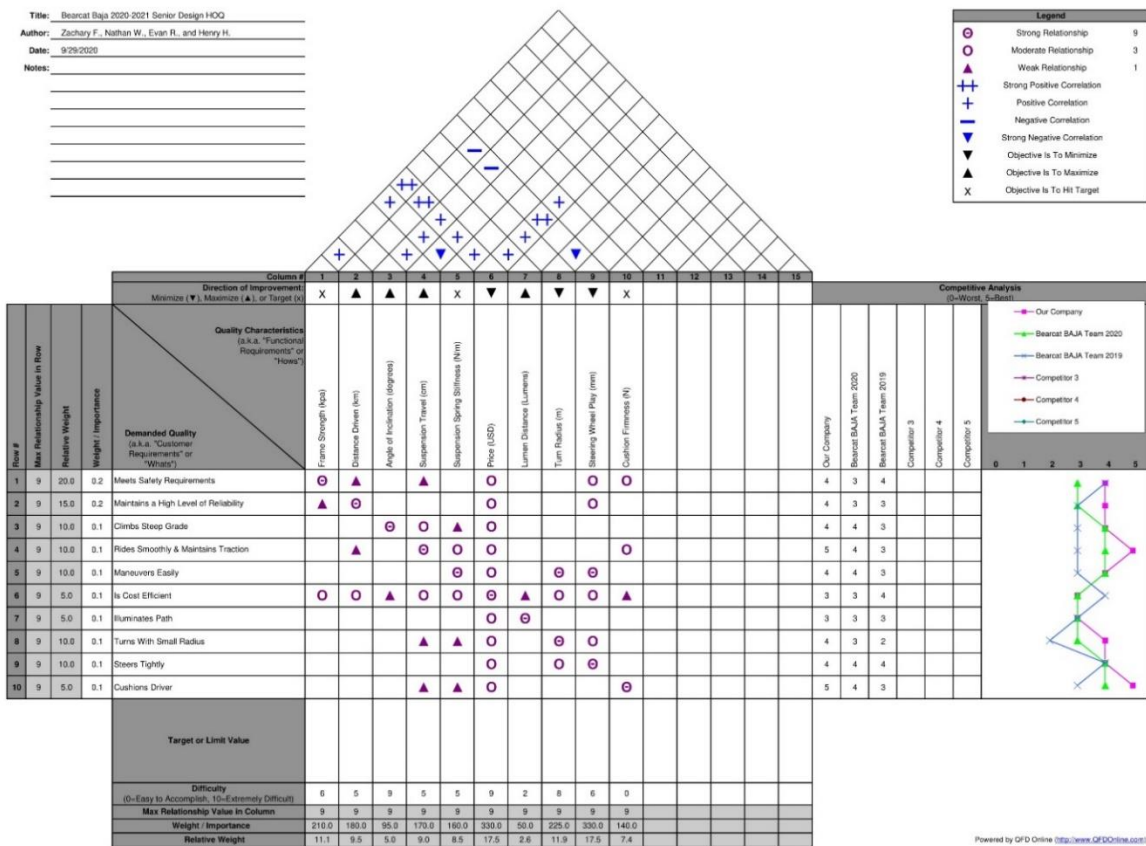 Title: Bearcat Baja 2020-2021 Senior Design HOQ
Author: Zachary F., Nathan W., Evan R., and Henry H.
Date: 9/29/2020
Notes:
Legend
Strong Relationship 9
Moderate Relationship 3
Weak Relationship 1
Strong Positive Correlation
Positive Correlation
Negative Correlation
Strong Negative Correlation
Objective Is To Minimize
Objective Is To Maximize
X Objective Is To Hit Target
Column # 1 2 3 4 5 6 7 8 9 10 11 12 13 14 15
Direction of Improvement:
Minimize (▼), Maximize (▲), or Target (x)
X ▲ ▲ ▲ X ▼ ▲ ▼ ▼ X
Competitive Analysis
(0=Worst, 5=Best)
Row #
Max Relationship Value in Row
Relative Weight
Weight / Importance
Quality Characteristics
(a.k.a. "Functional
Requirements" or
"Hows")
Demanded Quality
(a.k.a. "Customer
Requirements" or
"Whats")
Frame Strength (kpa)
Distance Driven (km)
Angle of Inclination (degrees)
Suspension Travel (cm)
Suspension Spring Stiffness (N/m)
Price (USD)
Lumen Distance (Lumens)
Turn Radius (m)
Steering Wheel Play (mm)
Cushion Firmness (N)
Our Company
Bearcat BAJA Team 2020
Bearcat BAJA Team 2019
Competitor 3
Competitor 4
Competitor 5
Our Company
Bearcat BAJA Team 2020
Bearcat BAJA Team 2019
Competitor 3
Competitor 4
Competitor 5
0 1 2 3 4 5
1 9 20.0 0.2 Meets Safety Requirements 4 3 4
2 9 15.0 0.2 Maintains a High Level of Reliability 4 3 3
3 9 10.0 0.1 Climbs Steep Grade 4 4 3
4 9 10.0 0.1 Rides Smoothly & Maintains Traction 5 4 3
5 9 10.0 0.1 Maneuvers Easily 4 4 3
6 9 5.0 0.1 Is Cost Efficient 3 3 4
7 9 5.0 0.1 Illuminates Path 3 3 3
8 9 10.0 0.1 Turns With Small Radius 4 3 2
9 9 10.0 0.1 Steers Tightly 4 4 4
10 9 5.0 0.1 Cushions Driver 5 4 3
Target or Limit Value
Difficulty
(0=Easy to Accomplish, 10=Extremely Difficult)
6 5 9 5 5 9 2 8 6 0
Max Relationship Value in Column 9 9 9 9 9 9 9 9 9 9
Weight / Importance 210.0 180.0 95.0 170.0 160.0 330.0 50.0 225.0 330.0 140.0
Relative Weight 11.1 9.5 5.0 9.0 8.5 17.5 2.6 11.9 17.5 7.4
Powered by QFD Online (http://www.QFDOnline.com)